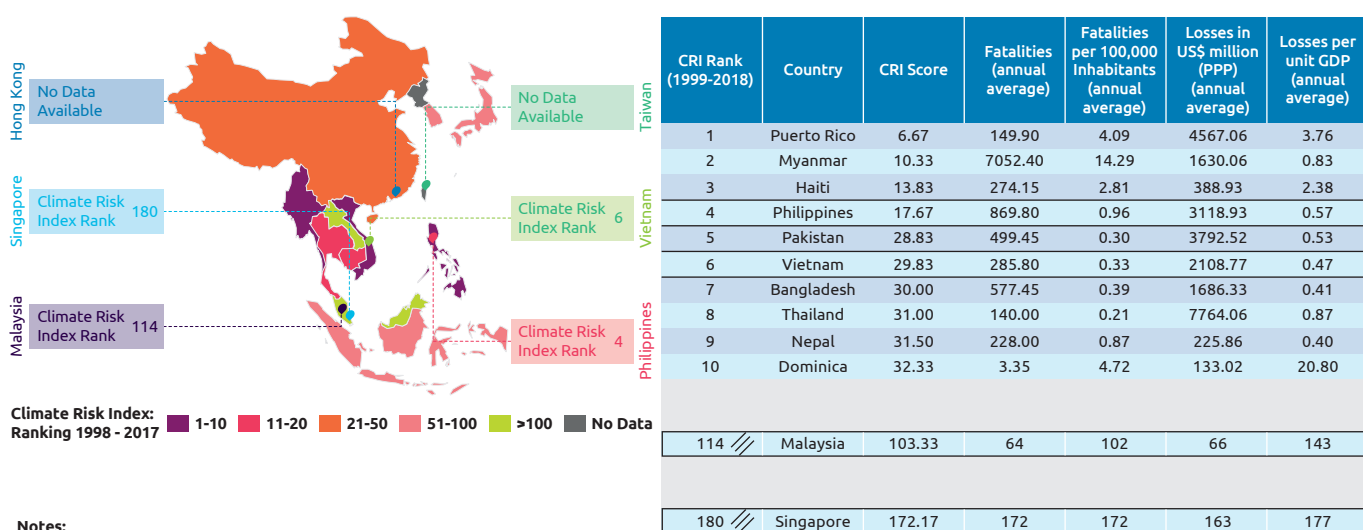 Hong Kong
No Data
Available
No Data
Available
Taiwan
Singapore
Climate Risk
Index Rank 180
Climate Risk
Index Rank 6
Vietnam
Malaysia
Climate Risk
Index Rank 114
Climate Risk
Index Rank 4
Philippines
Climate Risk Index:
Ranking 1998 - 2017
1-10 11-20 21-50 51-100 >100 No Data
Notes:
CRI Rank
(1999-2018)
Country
CRI Score
Fatalities
(annual
average)
Fatalities
per 100,000
Inhabitants
(annual
average)
Losses in
US$ million
(PPP)
(annual
average)
Losses per
unit GDP
(annual
average)
1 Puerto Rico 6.67 149.90 4.09 4567.06 3.76
2 Myanmar 10.33 7052.40 14.29 1630.06 0.83
3 Haiti 13.83 274.15 2.81 388.93 2.38
4 Philippines 17.67 869.80 0.96 3118.93 0.57
5 Pakistan 28.83 499.45 0.30 3792.52 0.53
6 Vietnam 29.83 285.80 0.33 2108.77 0.47
7 Bangladesh 30.00 577.45 0.39 1686.33 0.41
8 Thailand 31.00 140.00 0.21 7764.06 0.87
9 Nepal 31.50 228.00 0.87 225.86 0.40
10 Dominica 32.33 3.35 4.72 133.02 20.80
114 Malaysia 103.33 64 102 66 143
180 Singapore 172.17 172 172 163 177